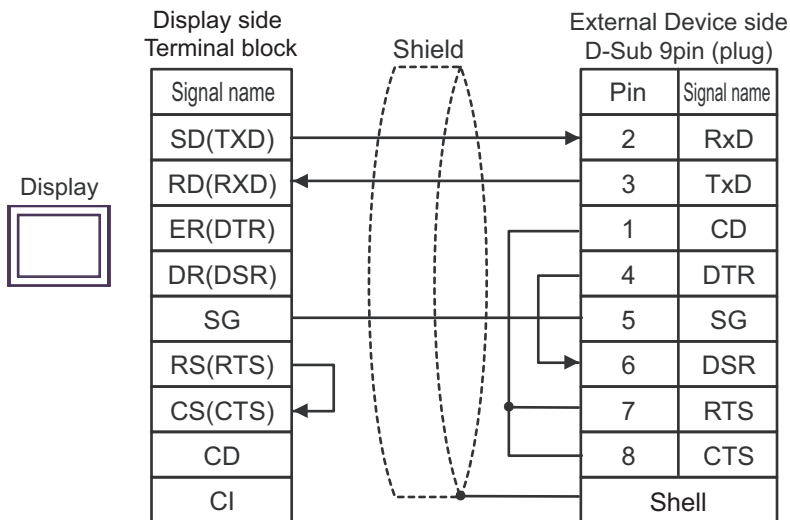 Display side
Terminal block
Shield
External Device side
D-Sub 9pin (plug)
Display
Signal name
SD(TXD)
RD(RXD)
ER(DTR)
DR(DSR)
SG
RS(RTS)
CS(CTS)
CD
CI
Pin Signal name
2 RxD
3 TxD
1 CD
4 DTR
5 SG
6 DSR
7 RTS
8 CTS
Shell